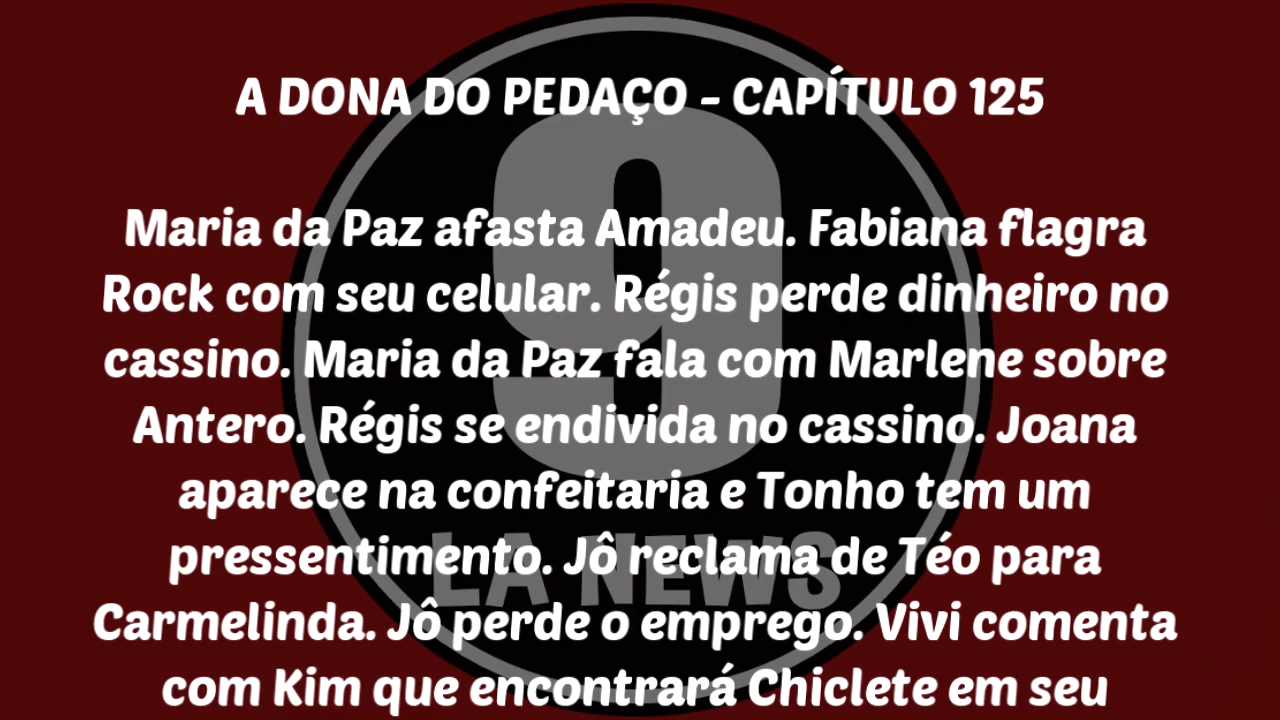 A DONA DO PEDAÇO - CAPÍTULO 125
Maria da Paz afasta Amadeu. Fabiana flagra
Rock com seu celular. Régis perde dinheiro no
cassino. Maria da Paz fala com Marlene sobre
Antero. Régis se endivida no cassino. Joana
aparece na confeitaria e Tonho tem um
pressentimento. Jô reclama de Téo para
Carmelinda. Jô perde o emprego. Vivi comenta
com Kim que encontrará Chiclete em seu
9
LA NEWS